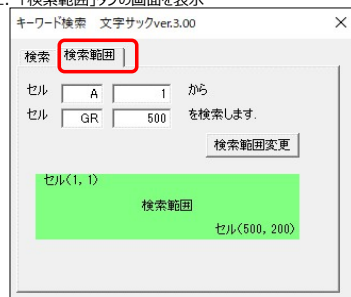 2. 「検索範囲」タブの画面を表示
キーワード検索 文字サックver.3.00 ×
検索 検索範囲
セル A 1 から
セル GR 500 を検索します.
検索範囲変更
セル(1, 1)
検索範囲
セル(500, 200)